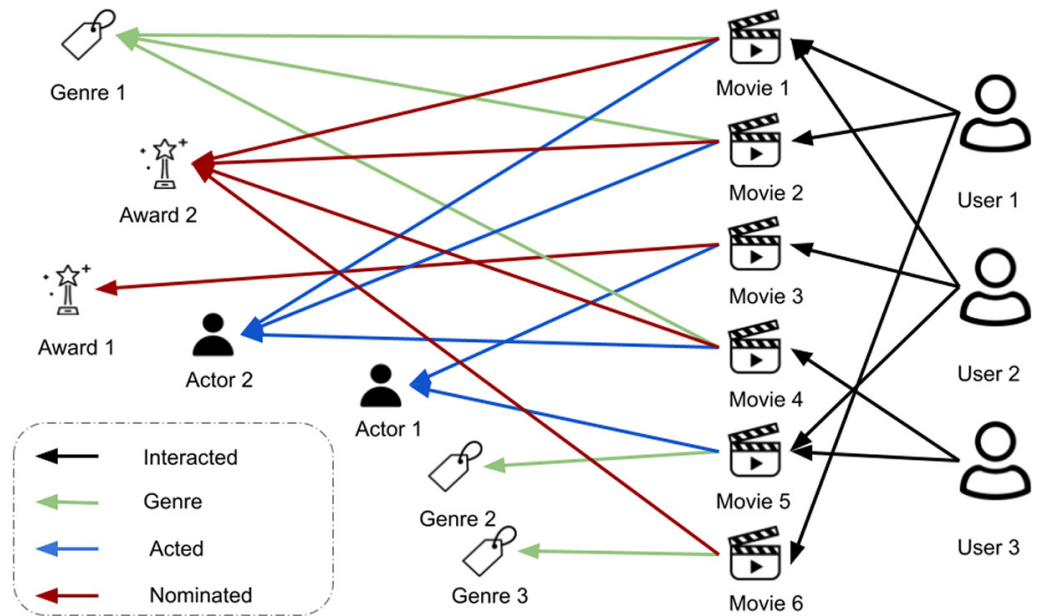 Genre 1
Award 2
Award 1
Actor 2
Actor 1
Genre 2
Genre 3
Movie 1
Movie 2
Movie 3
Movie 4
Movie 5
Movie 6
User 1
User 2
User 3
Interacted
Genre
Acted
Nominated